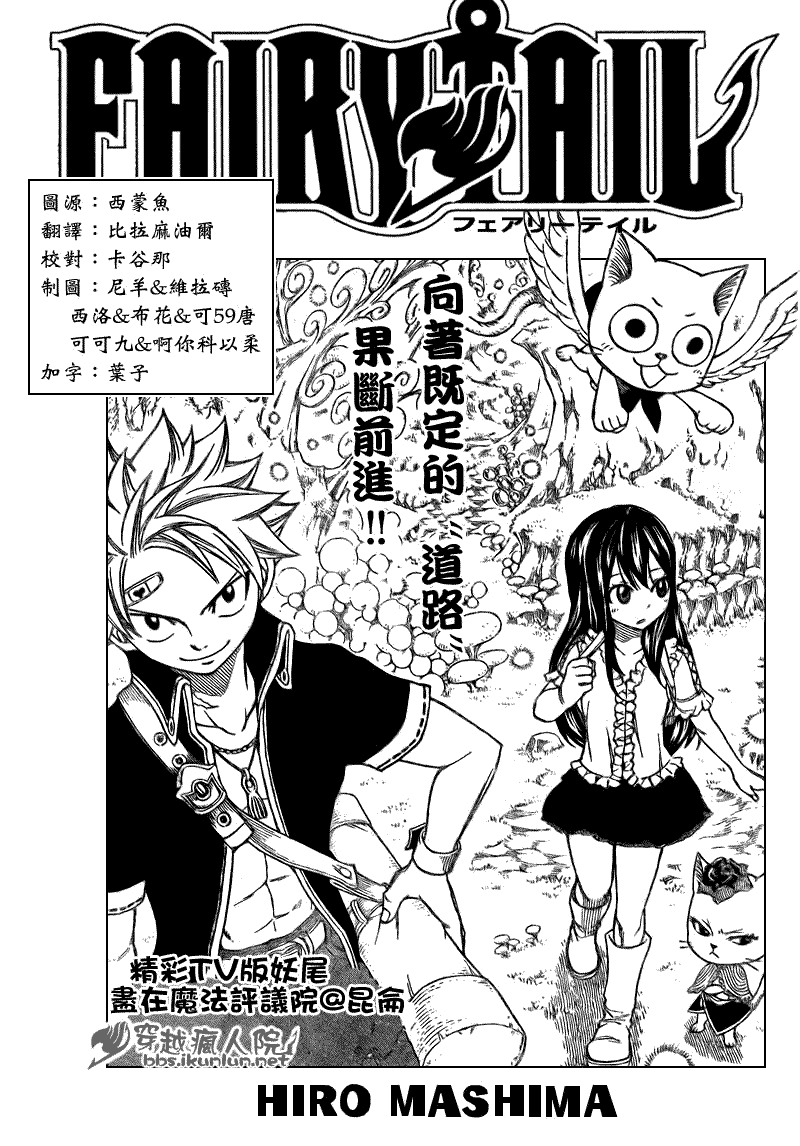 FAIRY TAIL
フェアリーテイル
圖源：西蒙魚
翻譯：比拉麻油爾
校對：卡谷那
制圖：尼羊&維拉磚
西洛&布花&可59唐
可可九&啊你科以柔
加字：葉子
向著既定的〝道路〞
果斷前進!!
精彩TV版妖尾
盡在魔法評議院@昆侖
穿越瘋人院
bbs.ikunlun.net
HIRO MASHIMA